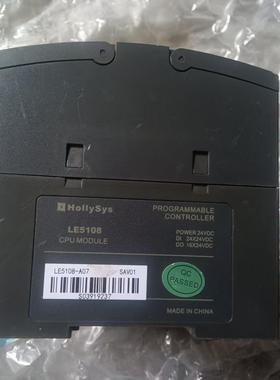 HollySys
PROGRAMMABLE
CONTROLLER
LE5108
CPU MODULE
POWER 24VDC
DI 24X24VDC
DO 16X24VDC
LE5108-A07 SAV01
S03919237
QC
PASSED
MADE IN CHINA